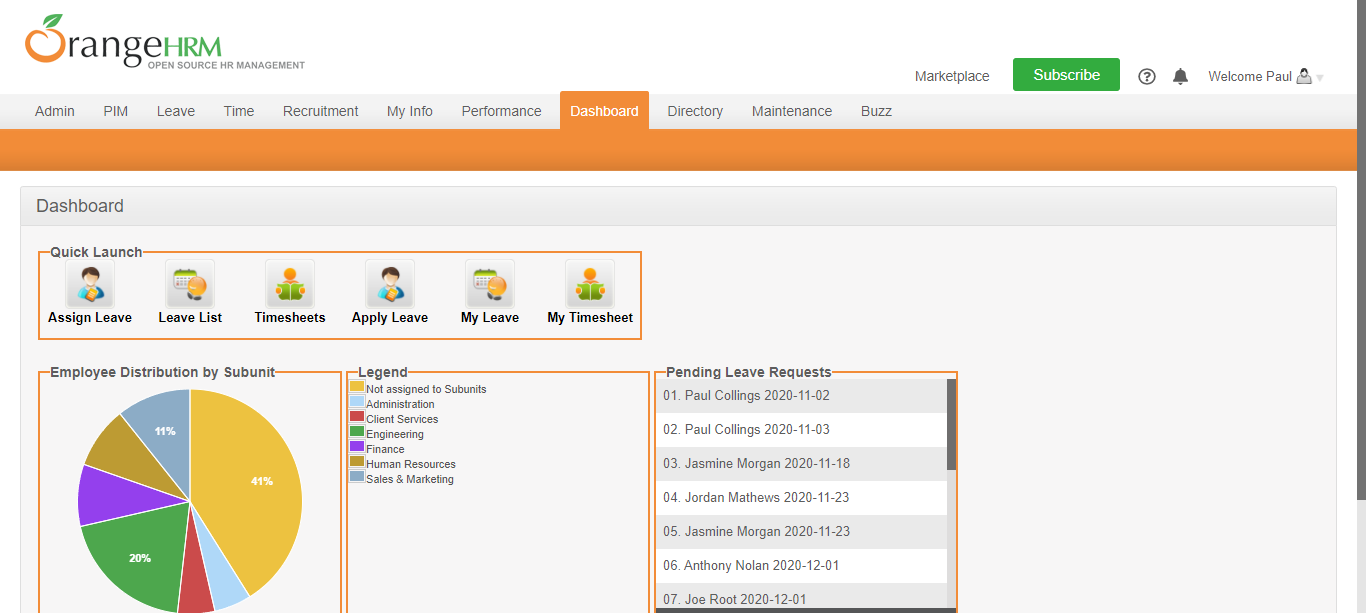 OrangeHRM
OPEN SOURCE HR MANAGEMENT
Marketplace
Subscribe
Welcome Paul
Admin
PIM
Leave
Time
Recruitment
My Info
Performance
Dashboard
Directory
Maintenance
Buzz
Dashboard
Quick Launch
Assign Leave
Leave List
Timesheets
Apply Leave
My Leave
My Timesheet
Employee Distribution by Subunit
11%
41%
20%
Legend
Not assigned to Subunits
Administration
Client Services
Engineering
Finance
Human Resources
Sales & Marketing
Pending Leave Requests
01. Paul Collings 2020-11-02
02. Paul Collings 2020-11-03
03. Jasmine Morgan 2020-11-18
04. Jordan Mathews 2020-11-23
05. Jasmine Morgan 2020-11-23
06. Anthony Nolan 2020-12-01
07. Joe Root 2020-12-01